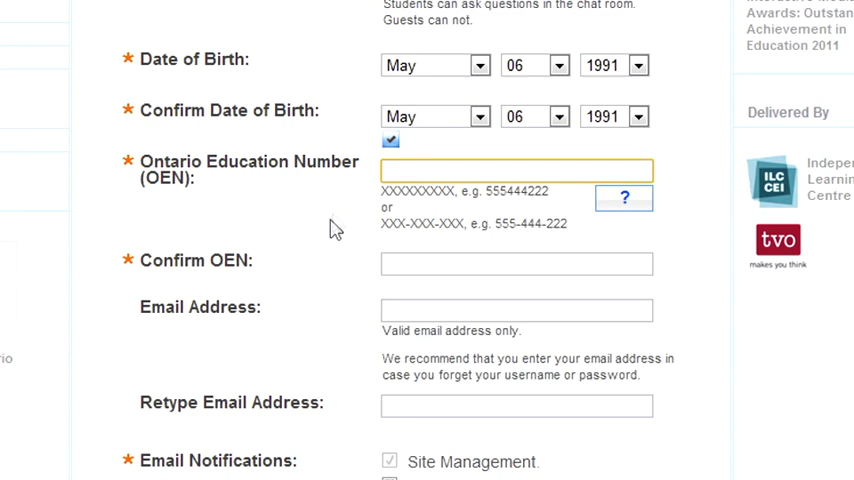 Students can ask questions in the chat room.
Guests can not.
* Date of Birth:
May
06
1991
* Confirm Date of Birth:
May
06
1991
* Ontario Education Number
(OEN):
XXXXXXXXX, e.g. 555444222
or
XXX-XXX-XXX, e.g. 555-444-222
?
* Confirm OEN:
Email Address:
Valid email address only.
We recommend that you enter your email address in
case you forget your username or password.
Retype Email Address:
* Email Notifications:
Site Management.
Awards: Outstan
Achievement in
Education 2011
Delivered By
ILC
CEI
Indepen
Learnin
Centre
tvo
makes you think
rio